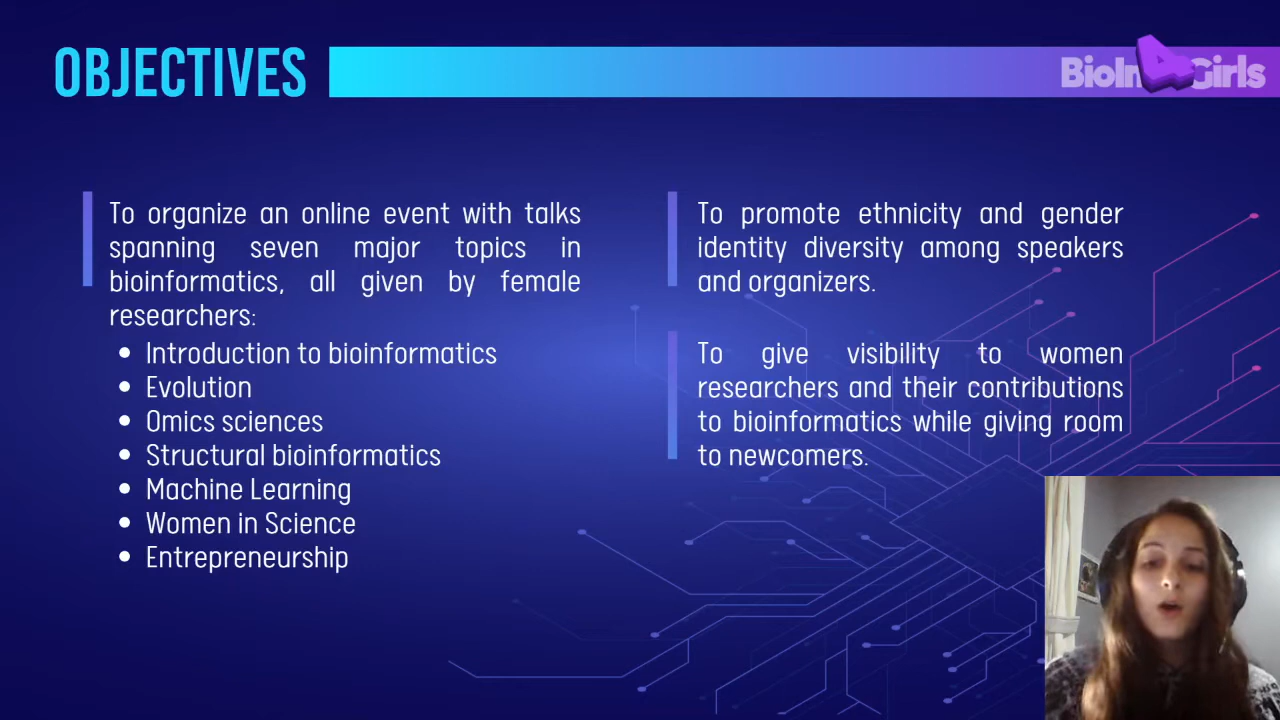 OBJECTIVES
BioIn4Girls
To organize an online event with talks
spanning seven major topics in
bioinformatics, all given by female
researchers:
• Introduction to bioinformatics
• Evolution
• Omics sciences
• Structural bioinformatics
• Machine Learning
• Women in Science
• Entrepreneurship
To promote ethnicity and gender
identity diversity among speakers
and organizers.
To give visibility to women
researchers and their contributions
to bioinformatics while giving room
to newcomers.